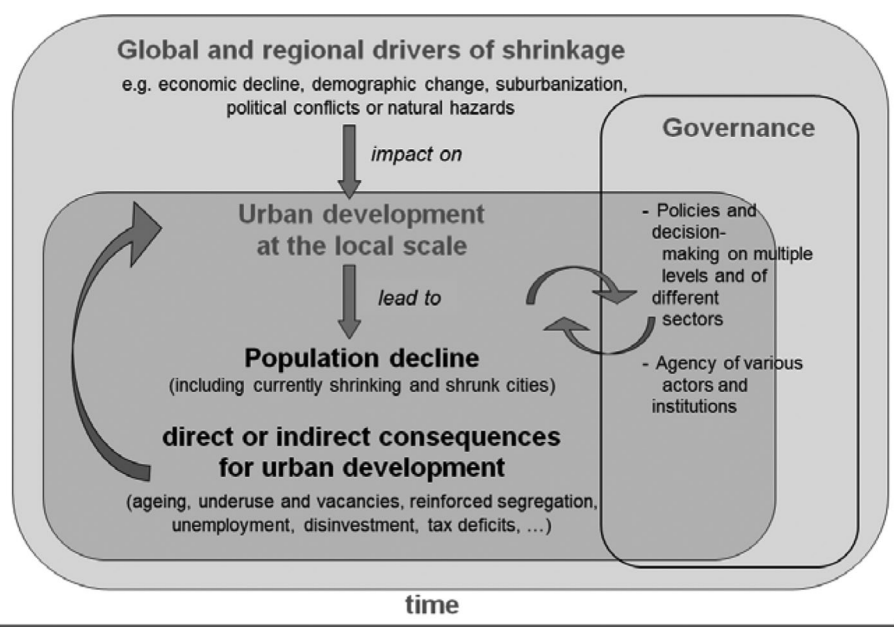 Global and regional drivers of shrinkage
e.g. economic decline, demographic change, suburbanization,
political conflicts or natural hazards
impact on
Urban development
at the local scale
lead to
Population decline
(including currently shrinking and shrunk cities)
direct or indirect consequences
for urban development
(ageing, underuse and vacancies, reinforced segregation,
unemployment, disinvestment, tax deficits, …)
Governance
- Policies and
decision-
making on multiple
levels and of
different
sectors
- Agency of various
actors and
institutions
time